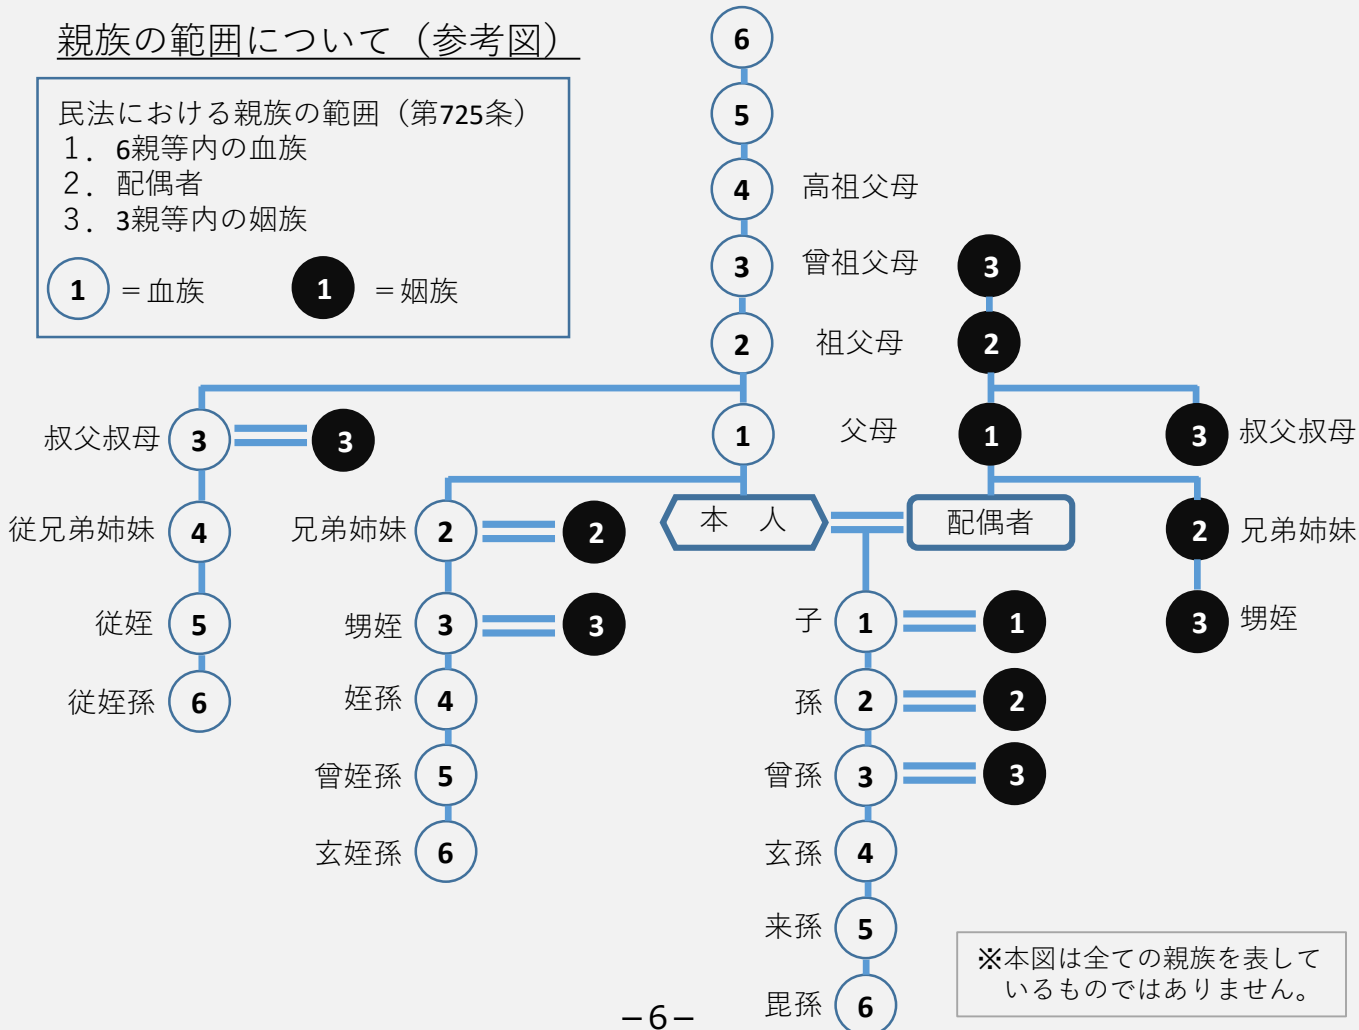 親族の範囲について（参考図）
民法における親族の範囲（第725条）
１．6親等内の血族
２．配偶者
３．3親等内の姻族
1 ＝血族 1 ＝姻族
6
5
4 高祖父母
3 曾祖父母 3
2 祖父母 2
叔父叔母 3 3 1 父母 1 3 叔父叔母
従兄弟姉妹 4 兄弟姉妹 2 2 本　人 配偶者 2 兄弟姉妹
従姪 5 甥姪 3 3 子 1 1 3 甥姪
従姪孫 6 姪孫 4 孫 2 2
曾姪孫 5 曾孫 3 3
玄姪孫 6 玄孫 4
来孫 5
※本図は全ての親族を表して
いるものではありません。
昆孫 6
−6−